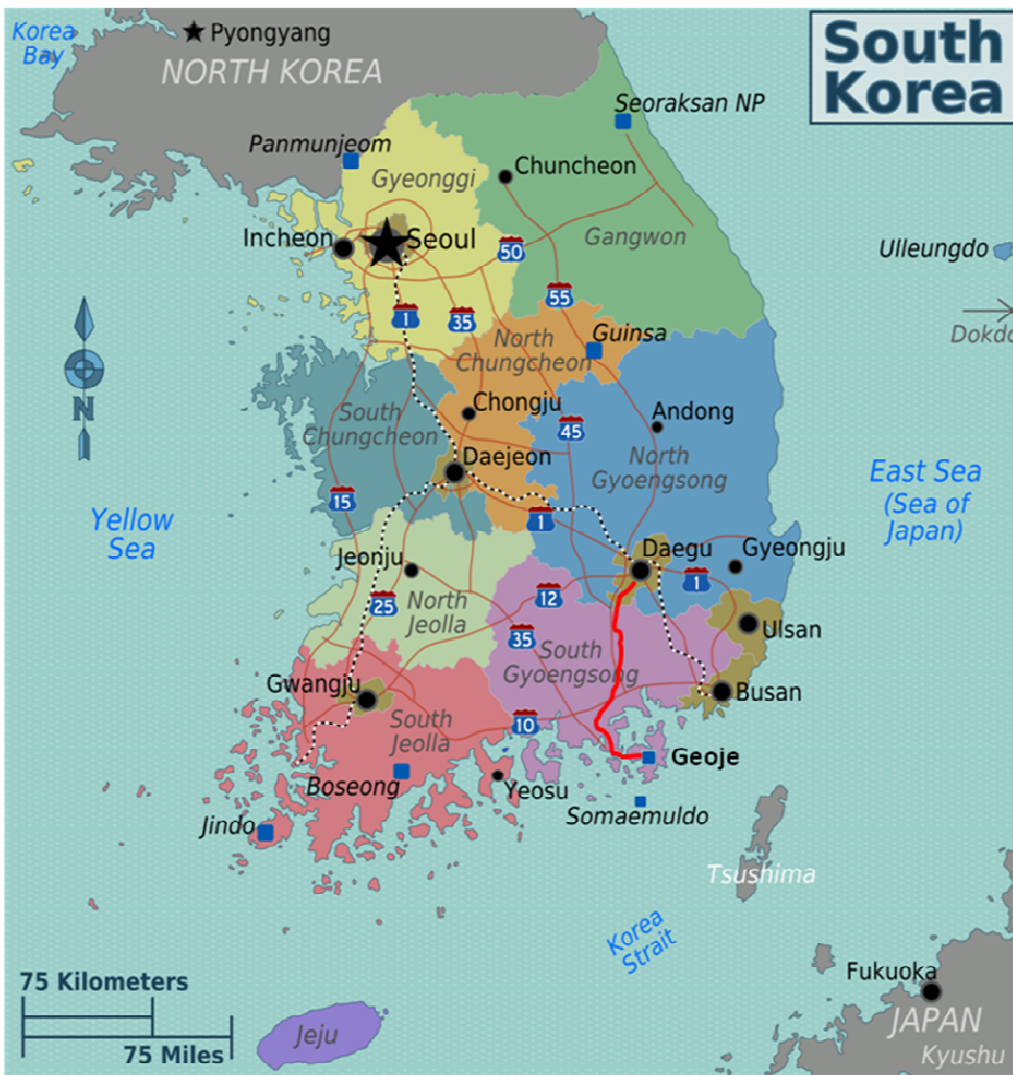 Korea
Bay
Pyongyang
NORTH KOREA
South
Korea
Seoraksan NP
Panmunjeom
Gyeonggi
Chuncheon
Incheon
Seoul
50
Gangwon
Ulleungdo
55
1
35
North
Chungcheon
Guinsa
Dokdo
N
South
Chungcheon
Chongju
45
Andong
Daejeon
North
Gyoengsong
East Sea
(Sea of
Japan)
15
Yellow
Sea
1
Jeonju
Daegu
Gyeongju
1
25
12
North
Jeolla
35
South
Gyoengsong
Ulsan
Gwangju
Busan
South
Jeolla
10
Geoje
Boseong
Yeosu
Somaemuldo
Jindo
Tsushima
Korea
Strait
75 Kilometers
75 Miles
Fukuoka
JAPAN
Kyushu
Jeju